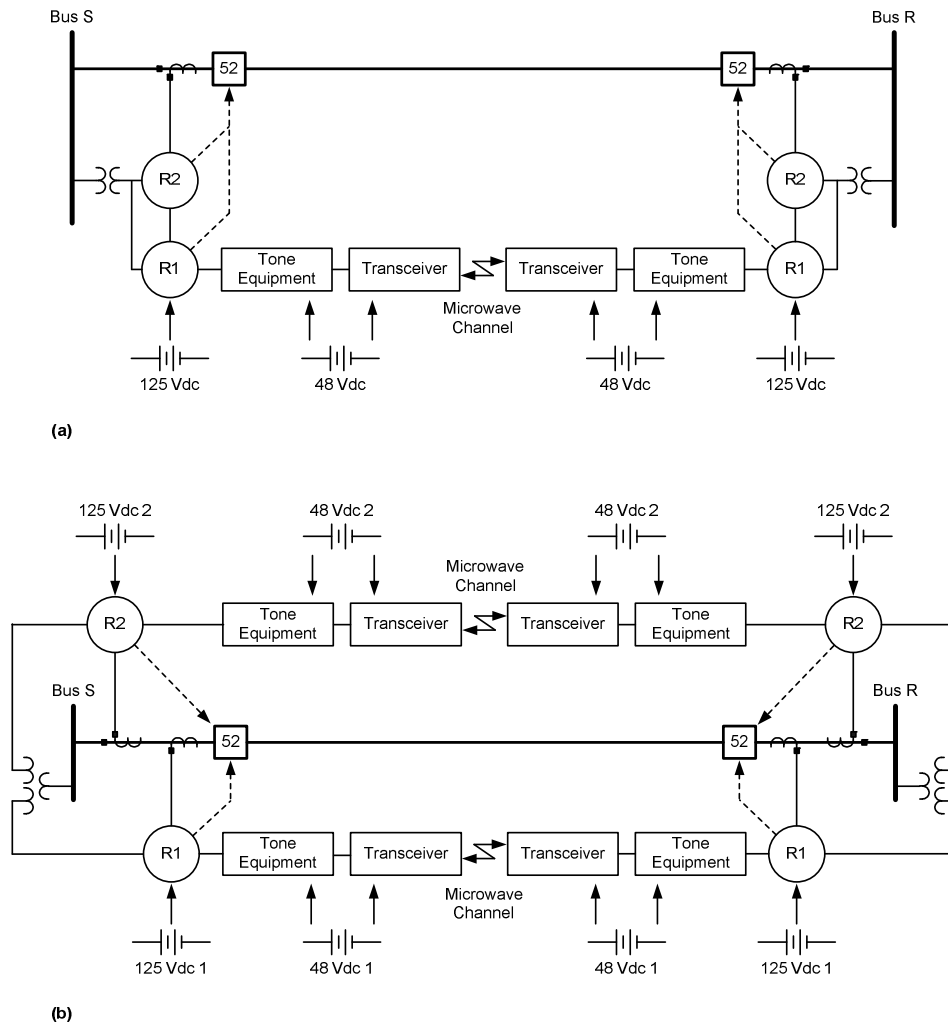 Bus S
Bus R
52
52
R2
R2
R1
Tone
Equipment
Transceiver
Transceiver
Tone
Equipment
R1
Microwave
Channel
125 Vdc
48 Vdc
48 Vdc
125 Vdc
(a)
125 Vdc 2
48 Vdc 2
48 Vdc 2
125 Vdc 2
Microwave
Channel
R2
Tone
Equipment
Transceiver
Transceiver
Tone
Equipment
R2
Bus S
Bus R
52
52
R1
Tone
Equipment
Transceiver
Transceiver
Tone
Equipment
R1
Microwave
Channel
125 Vdc 1
48 Vdc 1
48 Vdc 1
125 Vdc 1
(b)